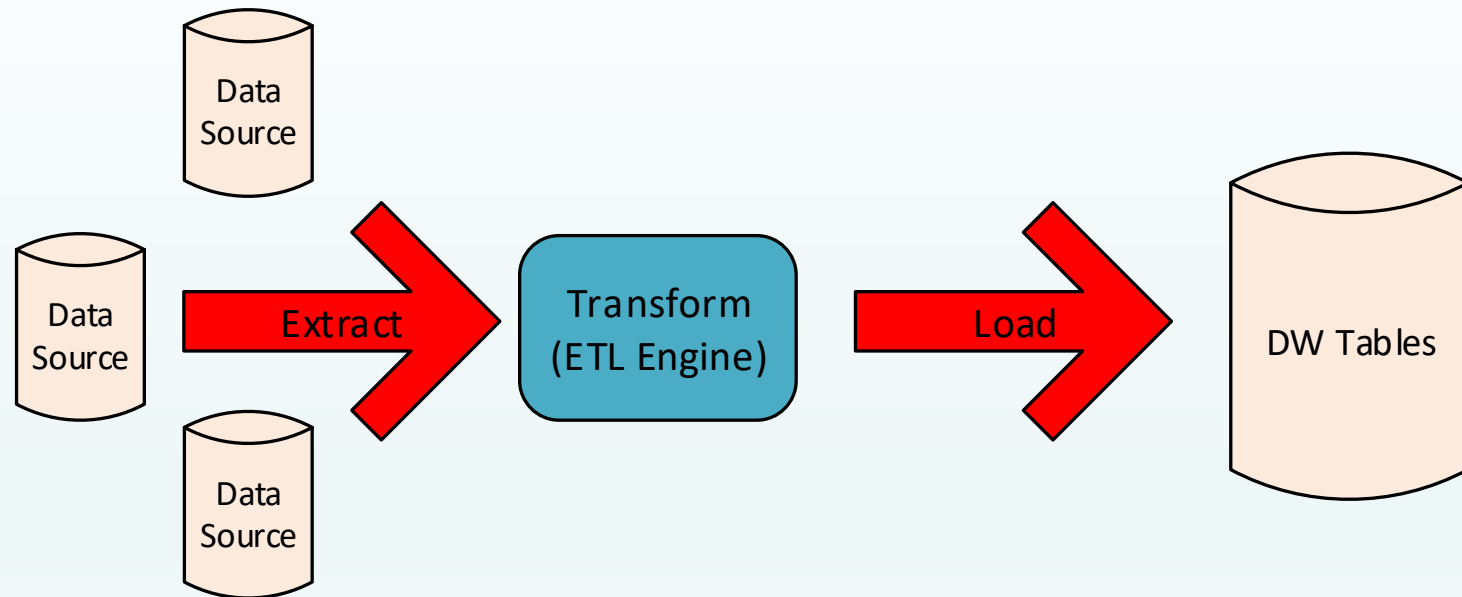 Data
Source
Data
Source
Data
Source
Extract
Transform
(ETL Engine)
Load
DW Tables